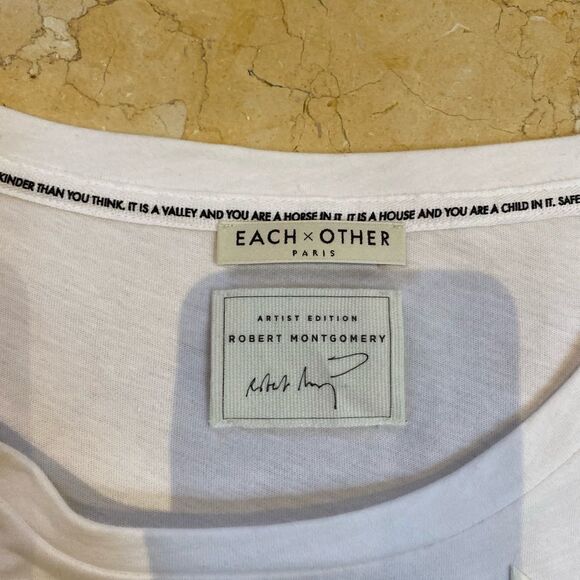 KINDER THAN YOU THINK. IT IS A VALLEY AND YOU ARE A HORSE IN IT. IT IS A HOUSE AND YOU ARE A CHILD IN IT. SAFE
EACH × OTHER
PARIS
ARTIST EDITION
ROBERT MONTGOMERY